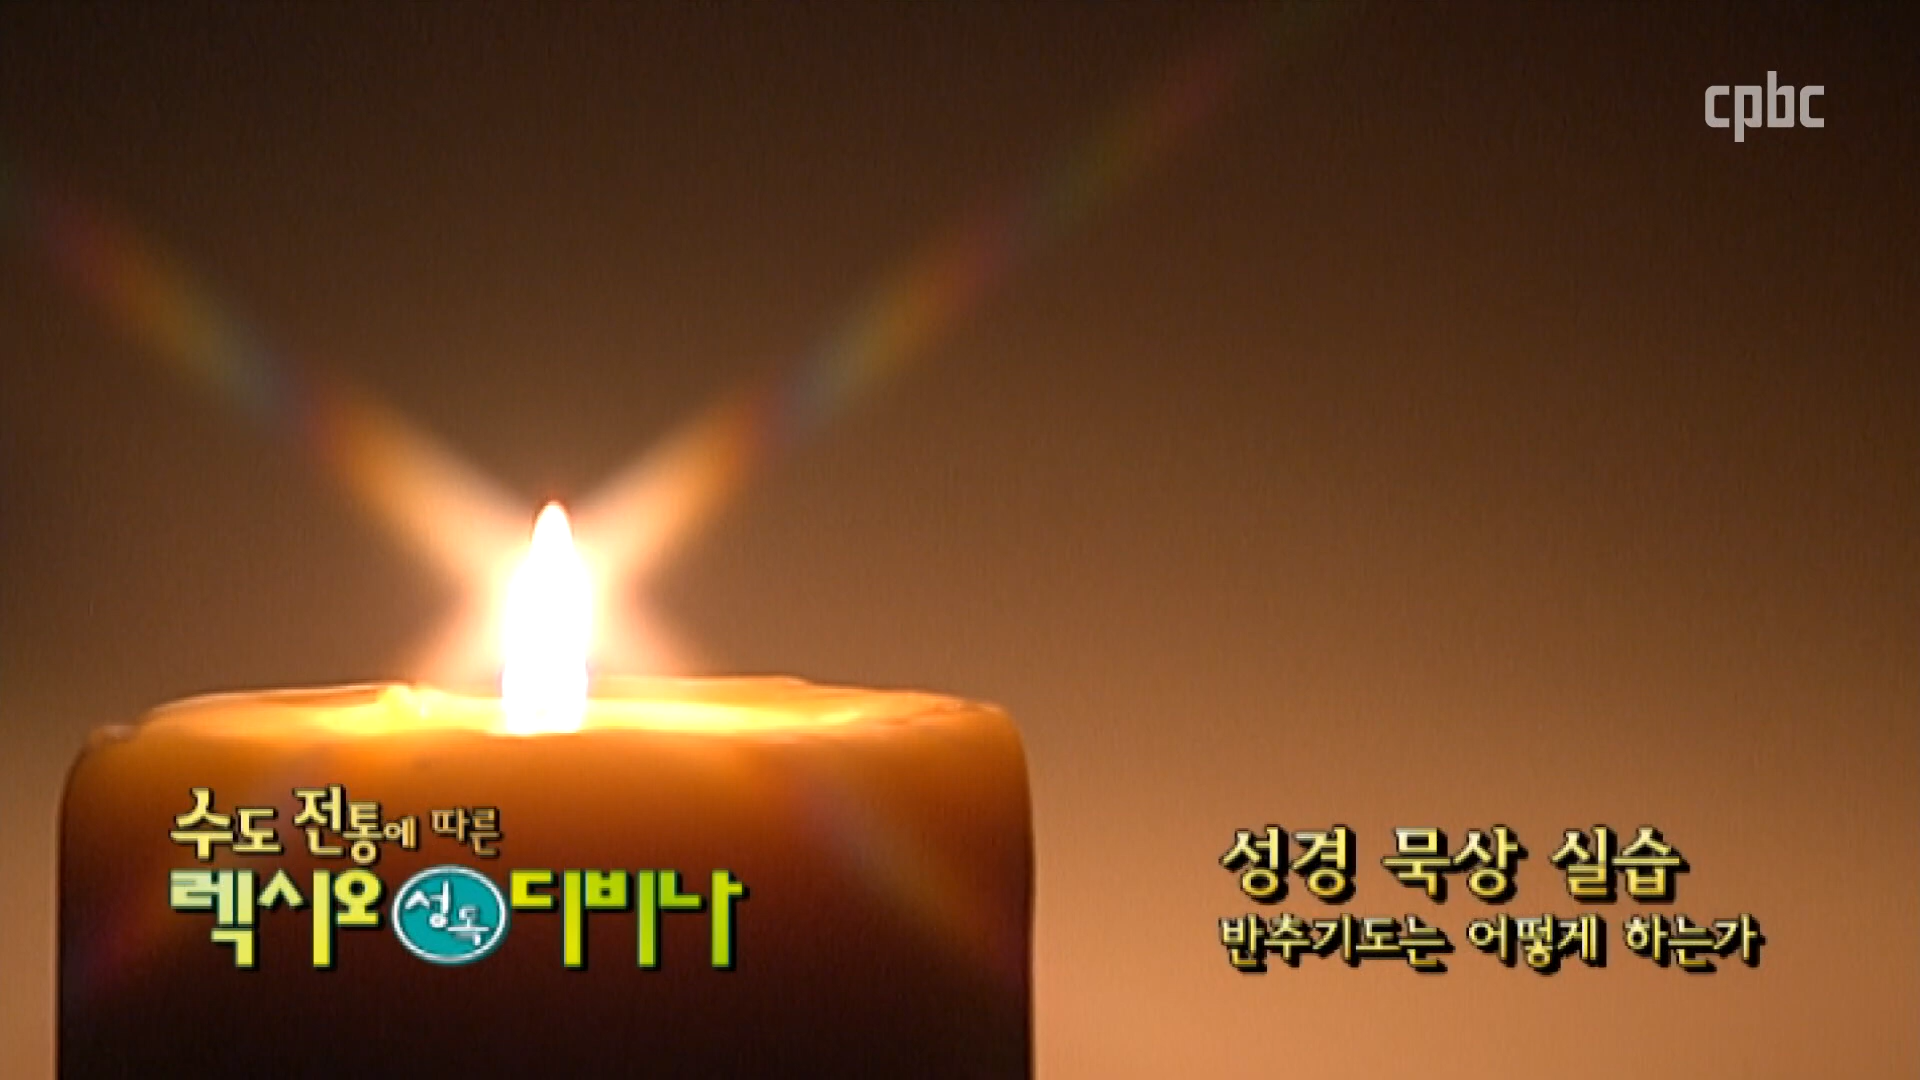 cpbc
수도 전통에 따른
렉시오 성독 디비나
성경 묵상 실습
반추기도는 어떻게 하는가